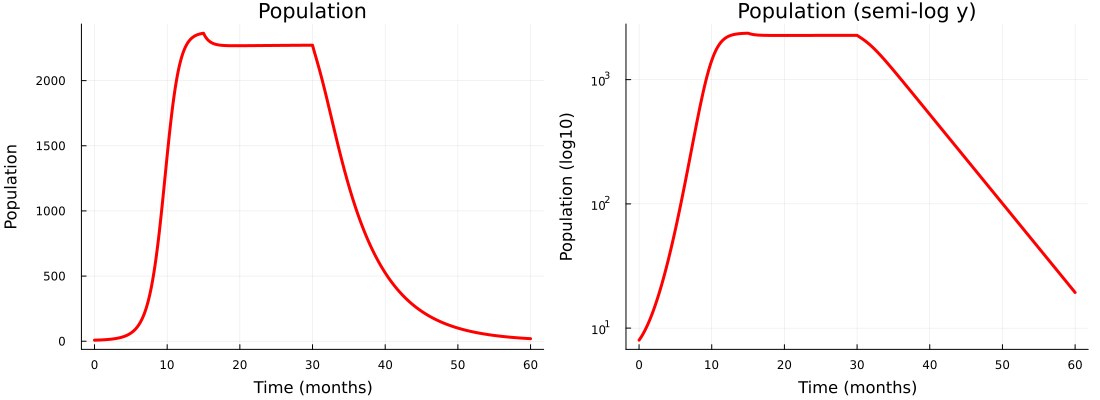 Population
Population
2000
1500
1000
500
0
0 10 20 30 40 50 60
Time (months)
Population (semi-log y)
Population (log10)
10³
10²
10¹
0 10 20 30 40 50 60
Time (months)